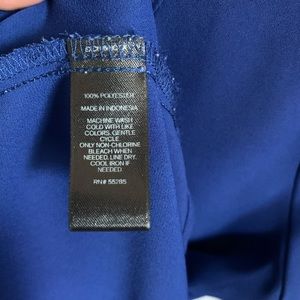 100% POLYESTER
MADE IN INDONESIA
MACHINE WASH
COLD WITH LIKE
COLORS, GENTLE
CYCLE.
ONLY NON-CHLORINE
BLEACH WHEN
NEEDED. LINE DRY.
COOL IRON IF
NEEDED
RN# 55285